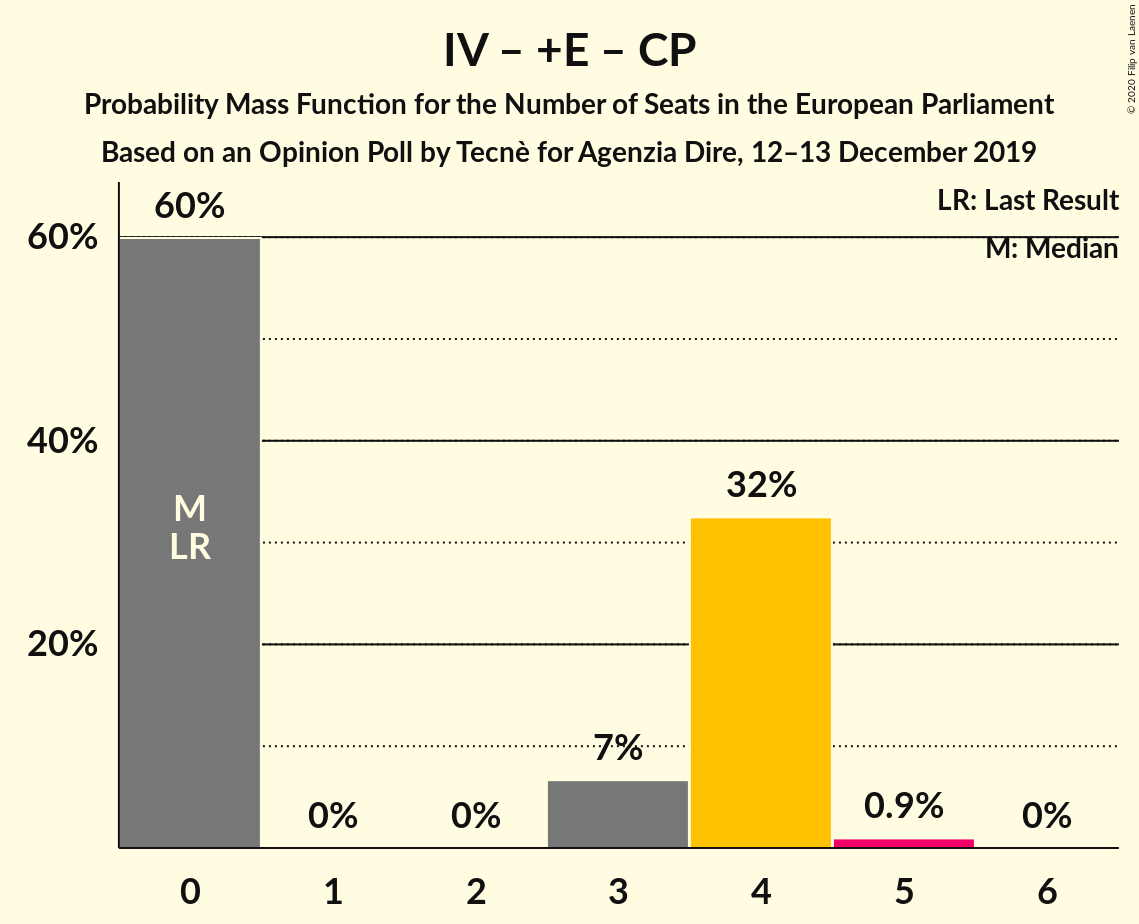 IV – +E – CP
Probability Mass Function for the Number of Seats in the European Parliament
Based on an Opinion Poll by Tecnè for Agenzia Dire, 12–13 December 2019
© 2020 Filip van Laenen
LR: Last Result
M: Median
60%
40%
20%
60%
M
LR
0%
0%
7%
32%
0.9%
0%
0 1 2 3 4 5 6